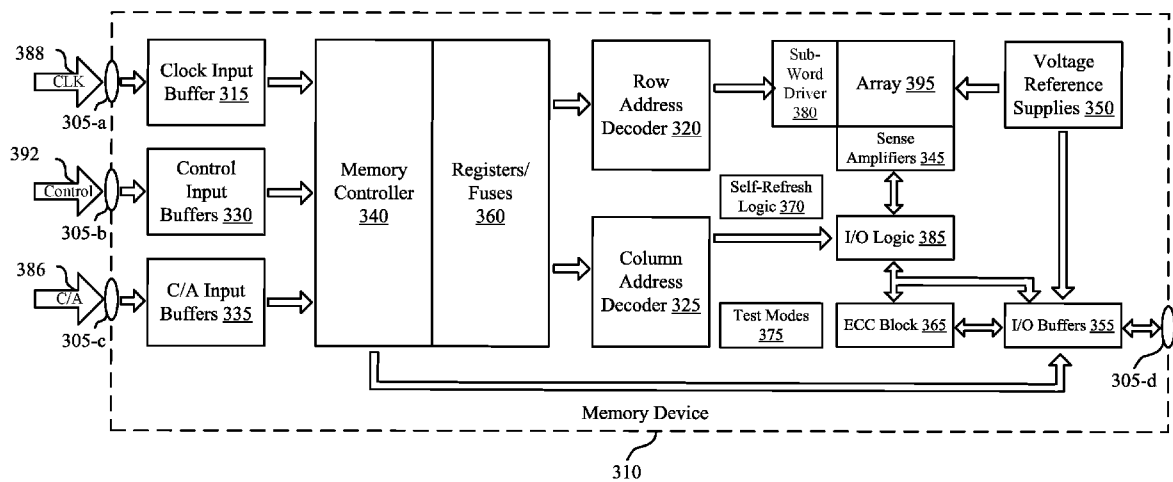 388
CLK
305-a
Clock Input
Buffer 315
392
Control
305-b
Control
Input
Buffers 330
386
C/A
305-c
C/A Input
Buffers 335
Memory
Controller
340
Registers/
Fuses
360
Row
Address
Decoder 320
Column
Address
Decoder 325
Sub-
Word
Driver
380
Array 395
Sense
Amplifiers 345
Voltage
Reference
Supplies 350
Self-Refresh
Logic 370
I/O Logic 385
Test Modes
375
ECC Block 365
I/O Buffers 355
305-d
Memory Device
310